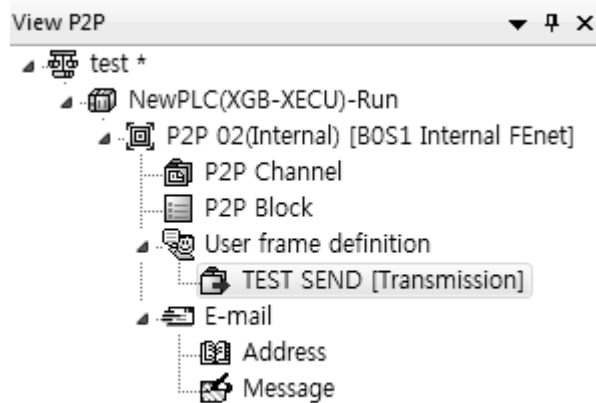 View P2P
test *
NewPLC(XGB-XECU)-Run
P2P 02(Internal) [B0S1 Internal FEnet]
P2P Channel
P2P Block
User frame definition
TEST SEND [Transmission]
E-mail
Address
Message